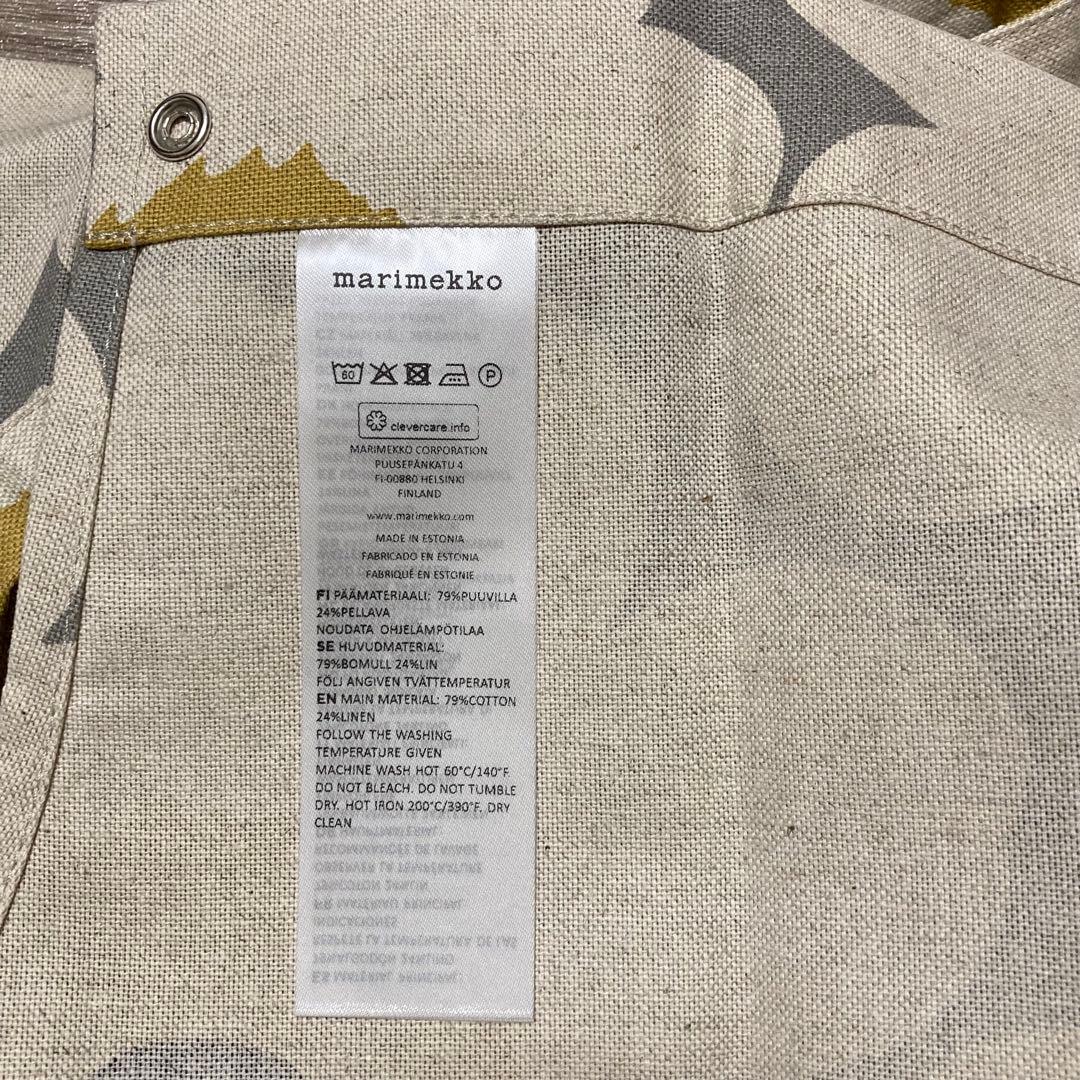 marimekko
60 P
clevercare.info
MARIMEKKO CORPORATION
PUUSEPÄNKATU 4
FI-00880 HELSINKI
FINLAND
www.marimekko.com
MADE IN ESTONIA
FABRICADO EN ESTONIA
FABRIQUÉ EN ESTONIE
FI PÄÄMATERIAALI: 79%PUUVILLA
24%PELLAVA
NOUDATA OHJELÄMPÖTILAA
SE HUVUDMATERIAL:
79%BOMULL 24%LIN
FÖLJ ANGIVEN TVÄTTEMPERATUR
EN MAIN MATERIAL: 79%COTTON
24%LINEN
FOLLOW THE WASHING
TEMPERATURE GIVEN
MACHINE WASH HOT 60°C/140°F
DO NOT BLEACH. DO NOT TUMBLE
DRY. HOT IRON 200°C/390°F. DRY
CLEAN